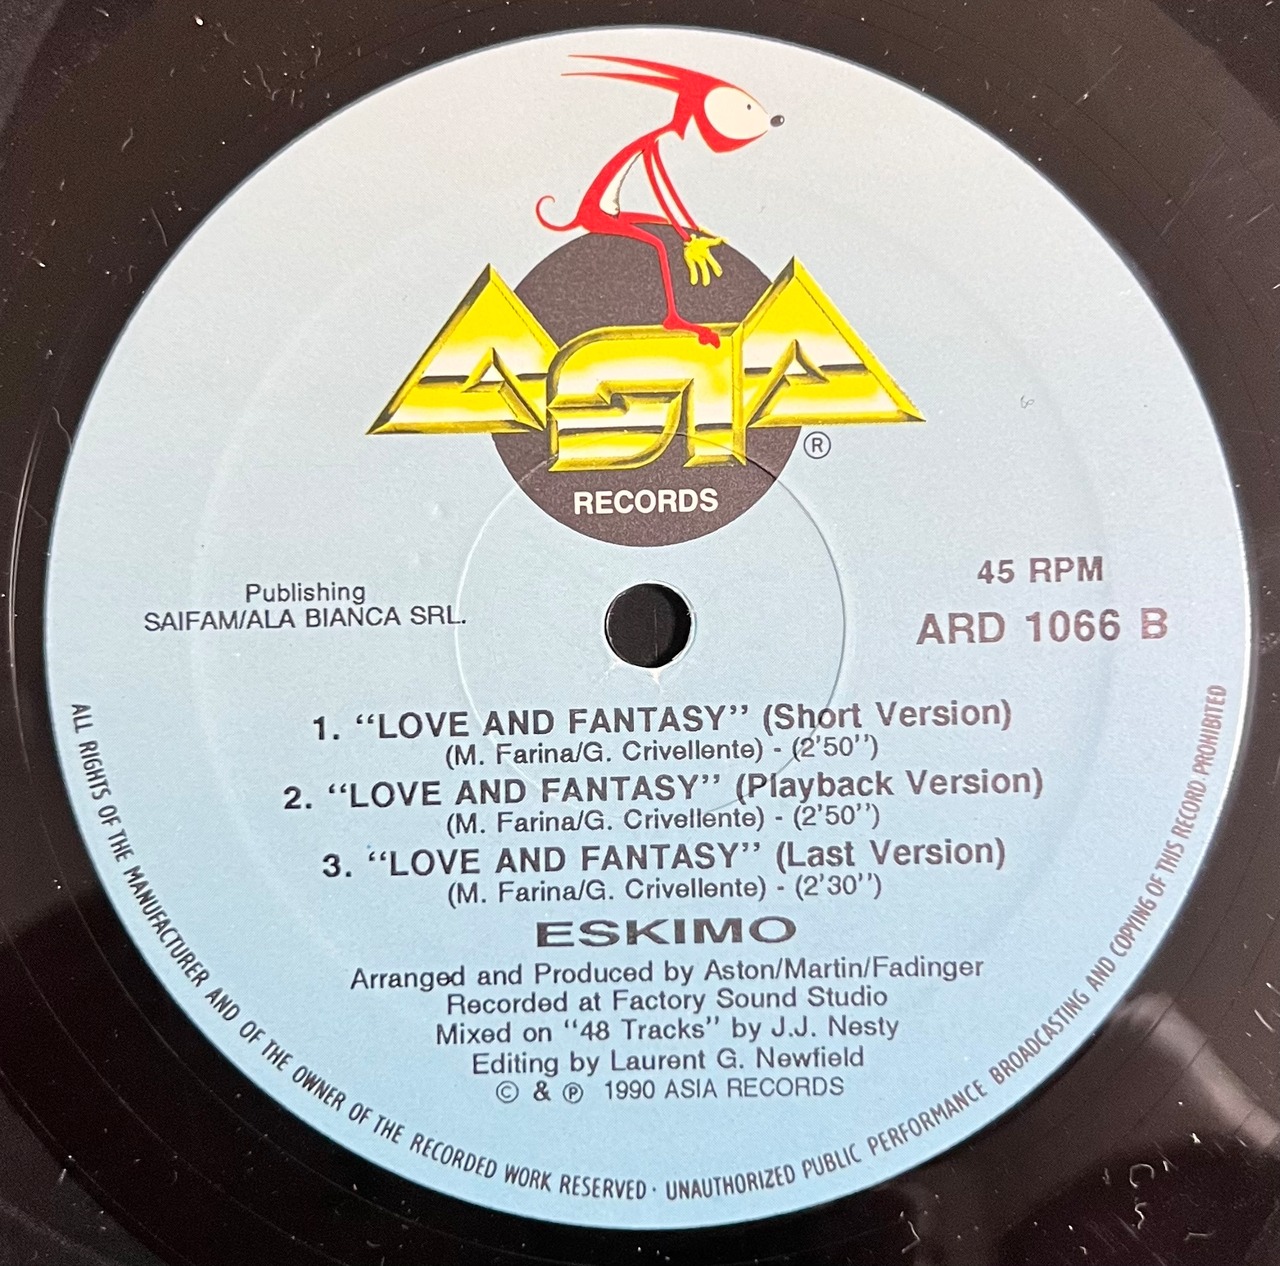 ASIA
®
RECORDS
Publishing
SAIFAM/ALA BIANCA SRL.
45 RPM
ARD 1066 B
1. “LOVE AND FANTASY” (Short Version)
(M. Farina/G. Crivellente) - (2’50’’)
2. “LOVE AND FANTASY” (Playback Version)
(M. Farina/G. Crivellente) - (2’50’’)
3. “LOVE AND FANTASY” (Last Version)
(M. Farina/G. Crivellente) - (2’30’’)
ESKIMO
Arranged and Produced by Aston/Martin/Fadinger
Recorded at Factory Sound Studio
Mixed on “48 Tracks” by J.J. Nesty
Editing by Laurent G. Newfield
© & ℗ 1990 ASIA RECORDS
ALL RIGHTS OF THE MANUFACTURER AND OF THE OWNER OF THE RECORDED WORK RESERVED · UNAUTHORIZED PUBLIC PERFORMANCE BROADCASTING AND COPYING OF THIS RECORD PROHIBITED